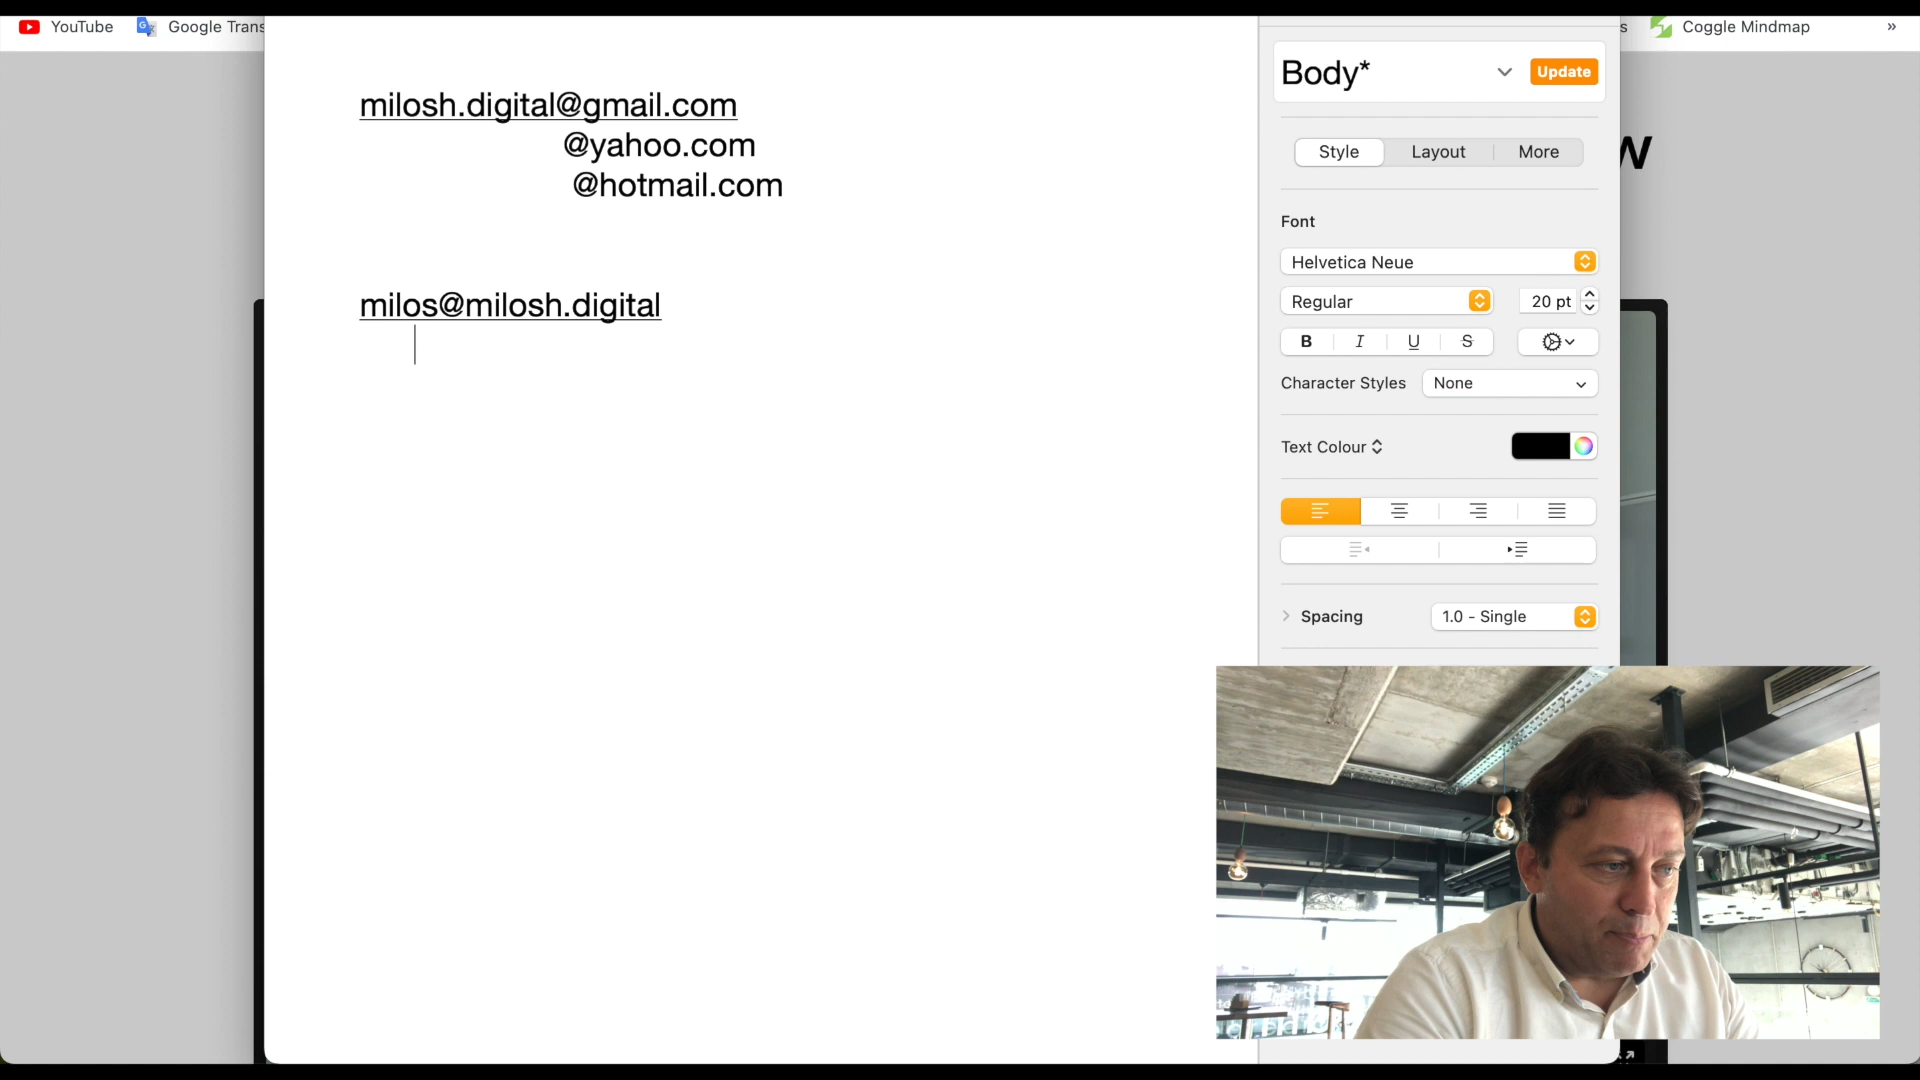 YouTube
Google Trans
s
Coggle Mindmap
»
milosh.digital@gmail.com
@yahoo.com
@hotmail.com
milos@milosh.digital
Body*
Update
w
Style
Layout
More
Font
Helvetica Neue
Regular
20 pt
B
I
U
S
Character Styles
None
Text Colour
Spacing
1.0 - Single